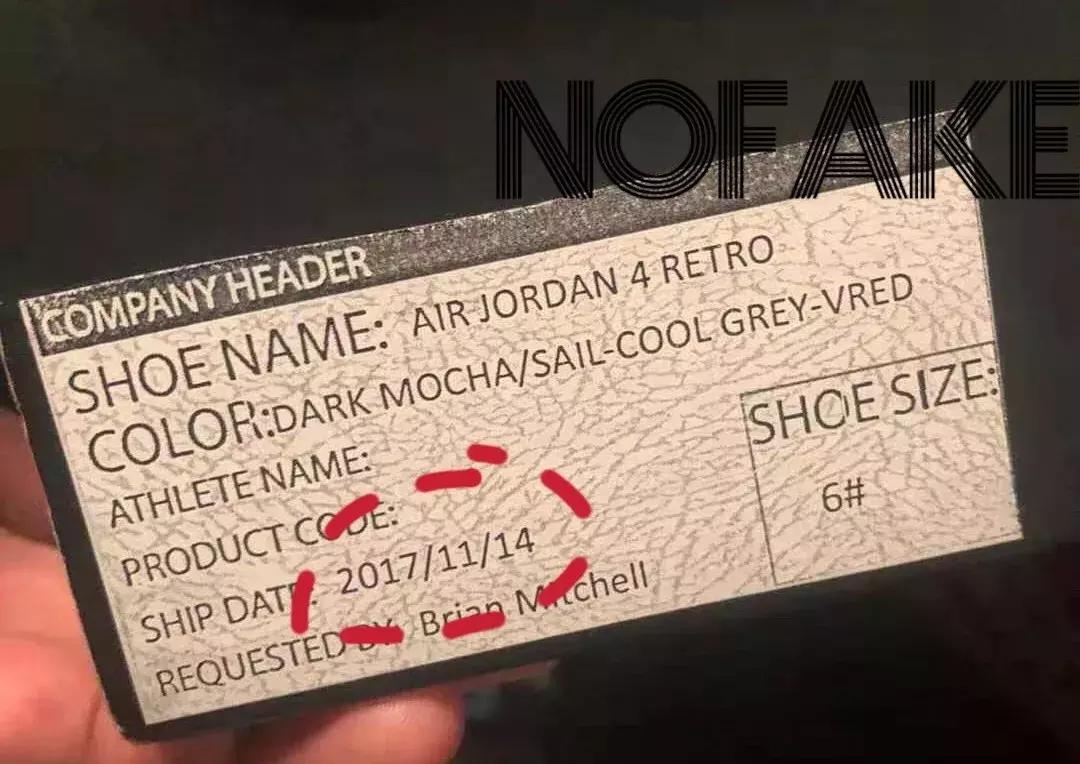 NOFAKE
COMPANY HEADER
SHOE NAME: AIR JORDAN 4 RETRO
COLOR:DARK MOCHA/SAIL-COOL GREY-VRED
ATHLETE NAME:
PRODUCT CODE:
SHIP DATE: 2017/11/14
REQUESTED BY: Brian Mitchell
SHOE SIZE:
6#